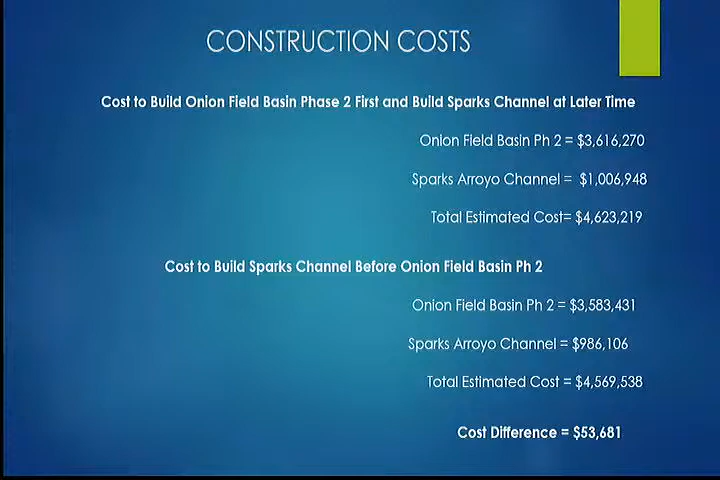 CONSTRUCTION COSTS
Cost to Build Onion Field Basin Phase 2 First and Build Sparks Channel at Later Time
Onion Field Basin Ph 2 = $3,616,270
Sparks Arroyo Channel = $1,006,948
Total Estimated Cost= $4,623,219
Cost to Build Sparks Channel Before Onion Field Basin Ph 2
Onion Field Basin Ph 2 = $3,583,431
Sparks Arroyo Channel = $986,106
Total Estimated Cost = $4,569,538
Cost Difference = $53,681